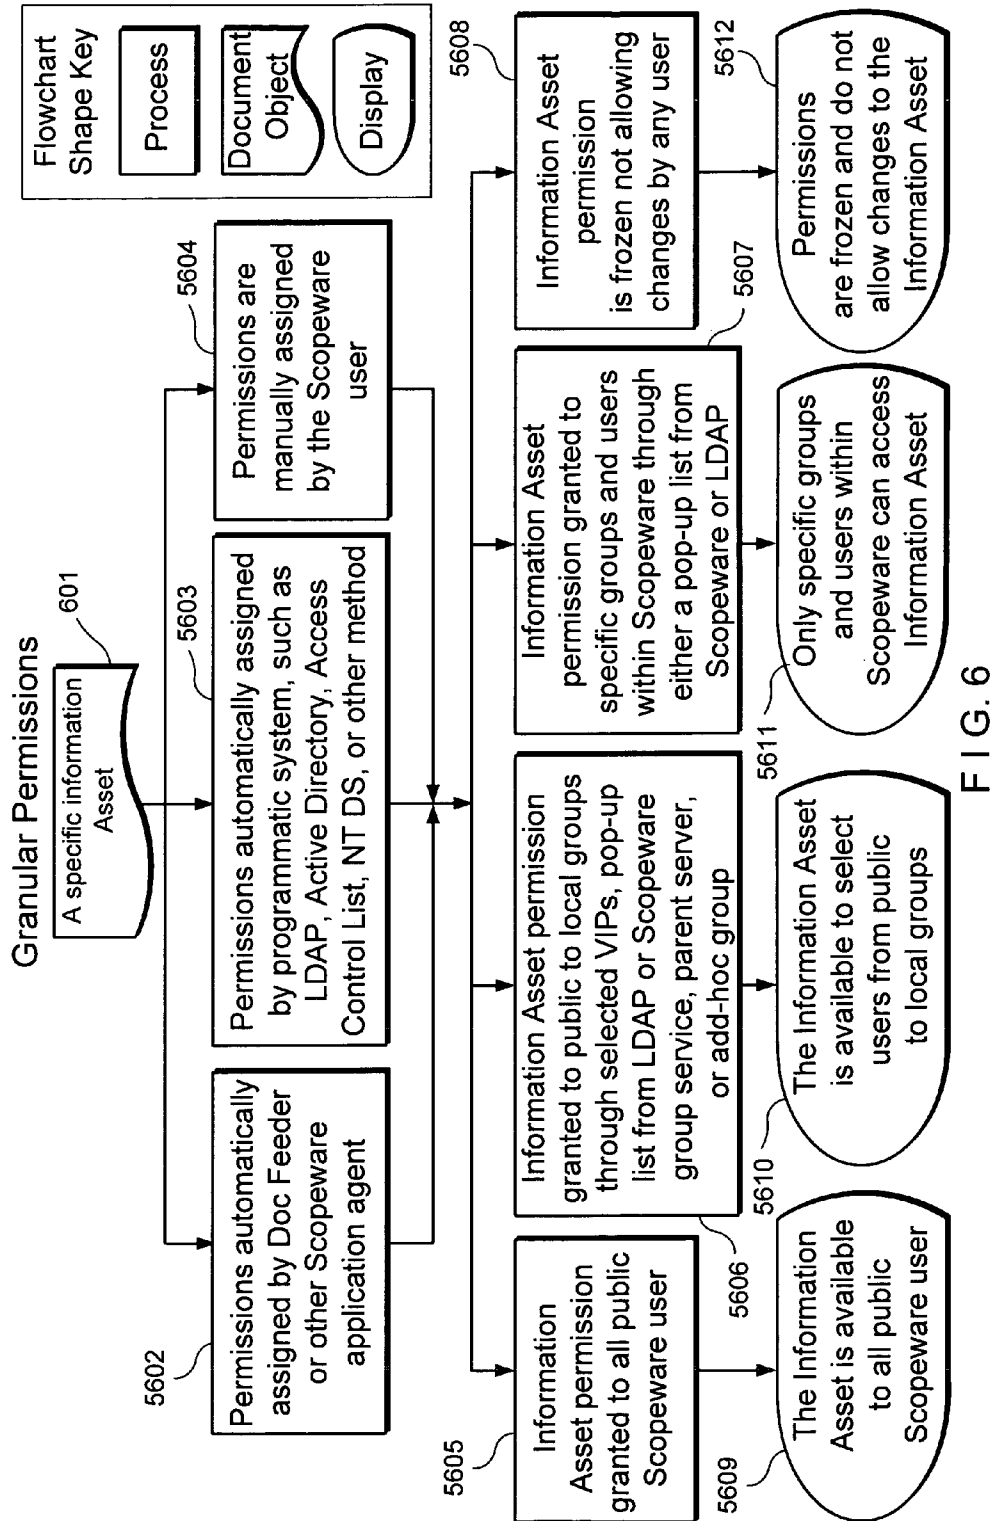 Granular Permissions
Flowchart
Shape Key
Process
Document
Object
Display
A specific information
Asset
601
Permissions automatically
assigned by Doc Feeder
or other Scopeware
application agent
5602
Permissions automatically assigned
by programmatic system, such as
LDAP, Active Directory, Access
Control List, NT DS, or other method
5603
Permissions are
manually assigned
by the Scopeware
user
5604
Information
Asset permission
granted to all public
Scopeware user
5605
Information Asset permission
granted to public to local groups
through selected VIPs, pop-up
list from LDAP or Scopeware
group service, parent server,
or add-hoc group
5606
Information Asset
permission granted to
specific groups and users
within Scopeware through
either a pop-up list from
Scopeware or LDAP
5607
Information Asset
permission
is frozen not allowing
changes by any user
5608
The Information
Asset is available
to all public
Scopeware user
5609
The Information Asset
is available to select
users from public
to local groups
5610
Only specific groups
and users within
Scopeware can access
Information Asset
5611
Permissions
are frozen and do not
allow changes to the
Information Asset
5612
FIG. 6